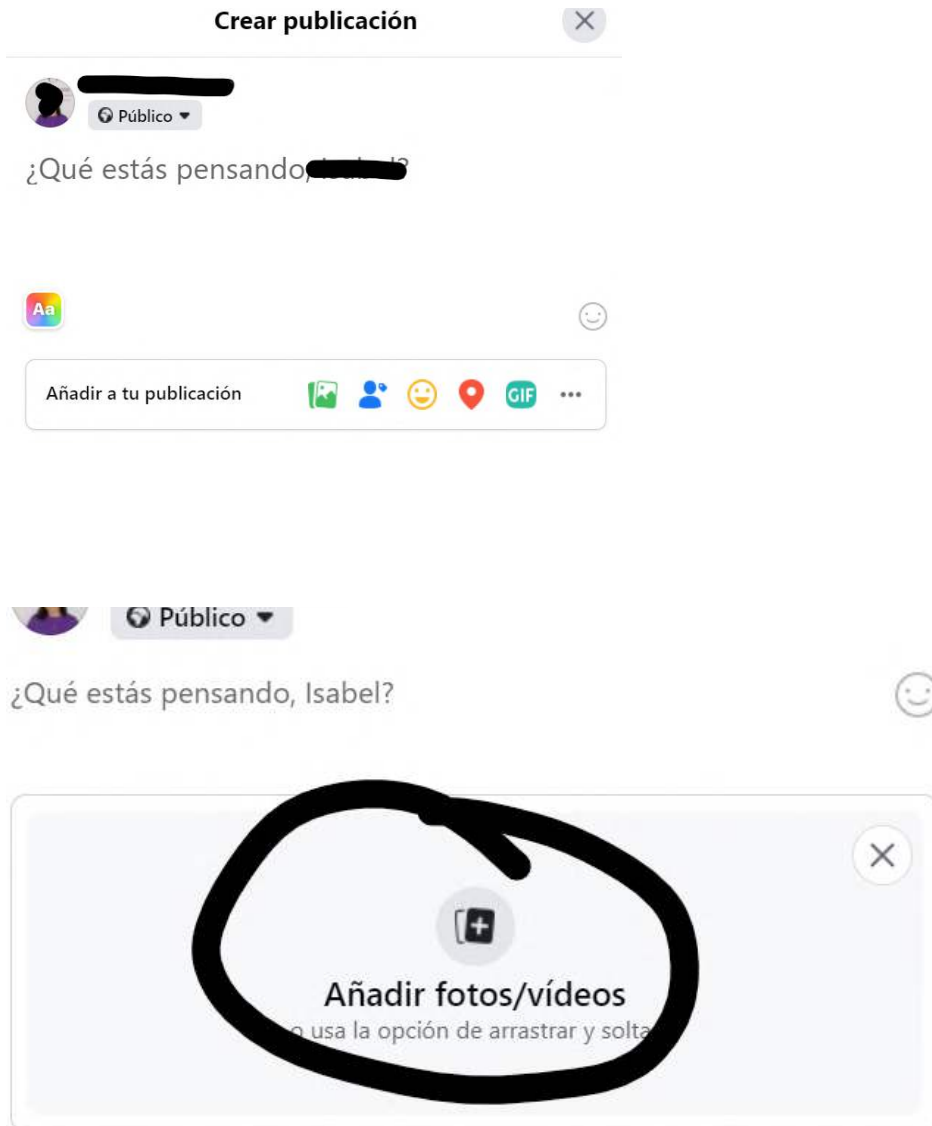 Crear publicación
Público
¿Qué estás pensando,
Aa
Añadir a tu publicación
GIF
Público
¿Qué estás pensando, Isabel?
Añadir fotos/vídeos
o usa la opción de arrastrar y